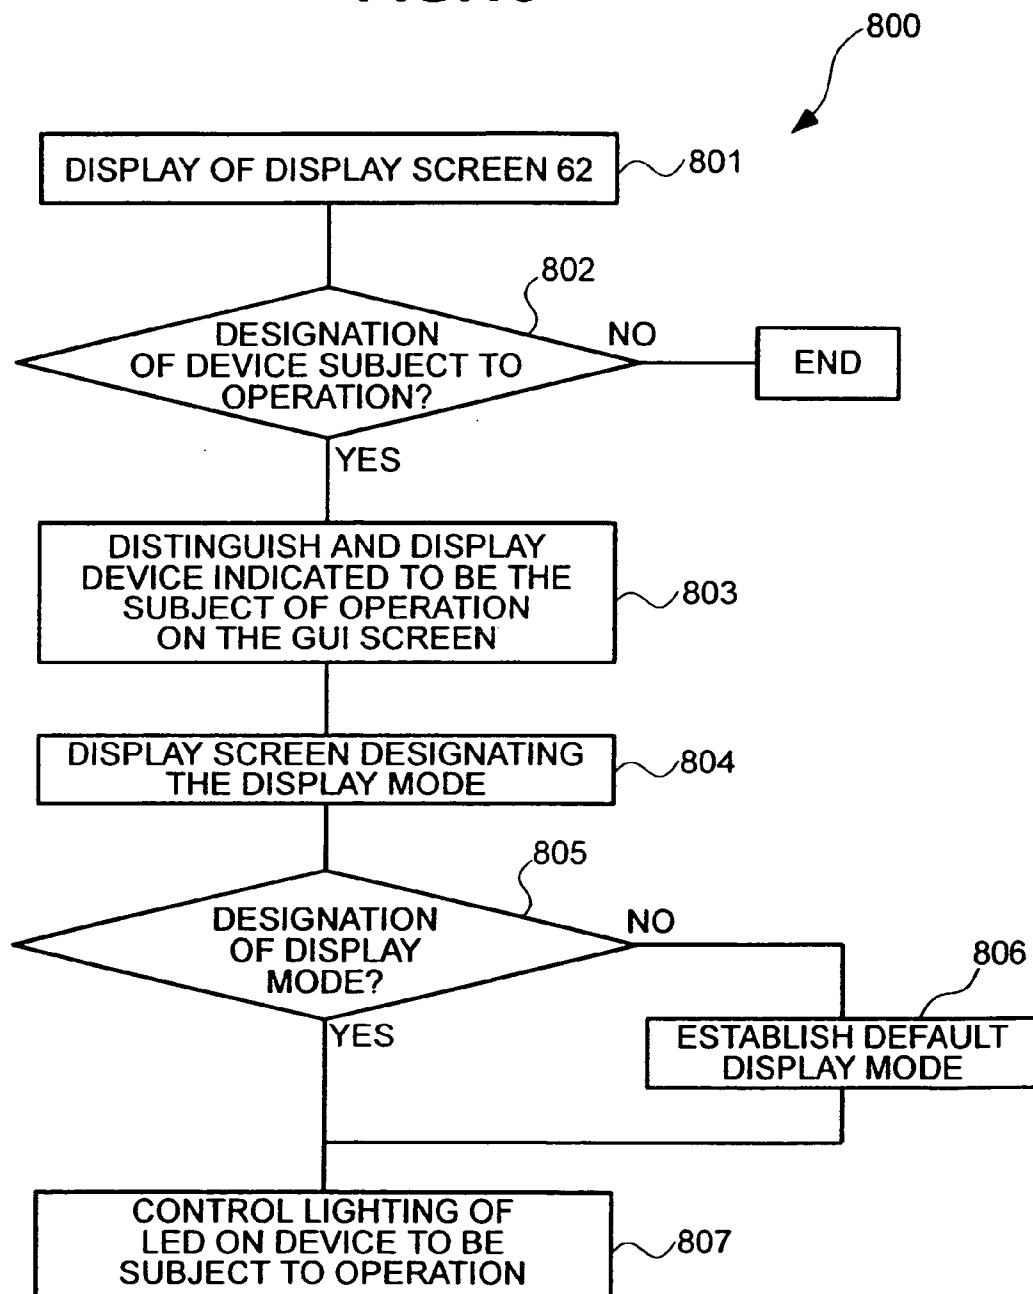 800
DISPLAY OF DISPLAY SCREEN 62
801
802
DESIGNATION
OF DEVICE SUBJECT TO
OPERATION?
NO
END
YES
DISTINGUISH AND DISPLAY
DEVICE INDICATED TO BE THE
SUBJECT OF OPERATION
ON THE GUI SCREEN
803
DISPLAY SCREEN DESIGNATING
THE DISPLAY MODE
804
805
DESIGNATION
OF DISPLAY
MODE?
NO
YES
806
ESTABLISH DEFAULT
DISPLAY MODE
CONTROL LIGHTING OF
LED ON DEVICE TO BE
SUBJECT TO OPERATION
807